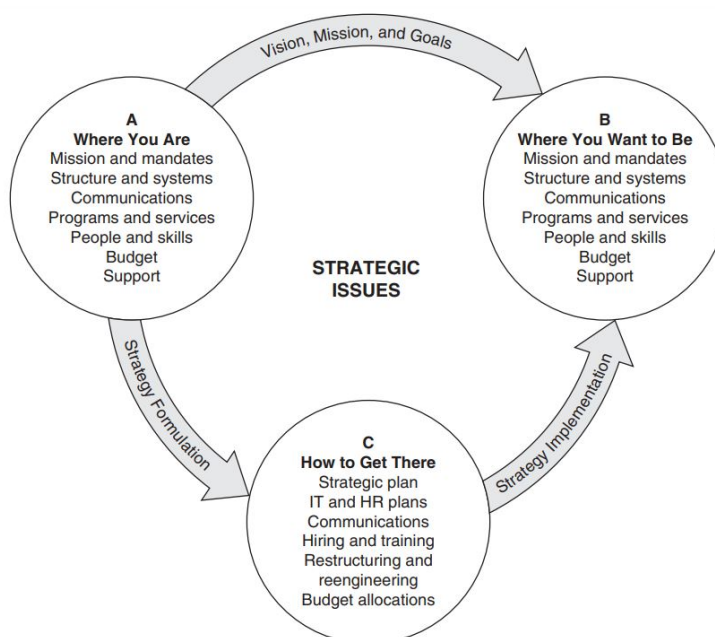 Vision, Mission, and Goals
A
Where You Are
Mission and mandates
Structure and systems
Communications
Programs and services
People and skills
Budget
Support
B
Where You Want to Be
Mission and mandates
Structure and systems
Communications
Programs and services
People and skills
Budget
Support
STRATEGIC
ISSUES
Strategy Formulation
Strategy Implementation
C
How to Get There
Strategic plan
IT and HR plans
Communications
Hiring and training
Restructuring and
reengineering
Budget allocations